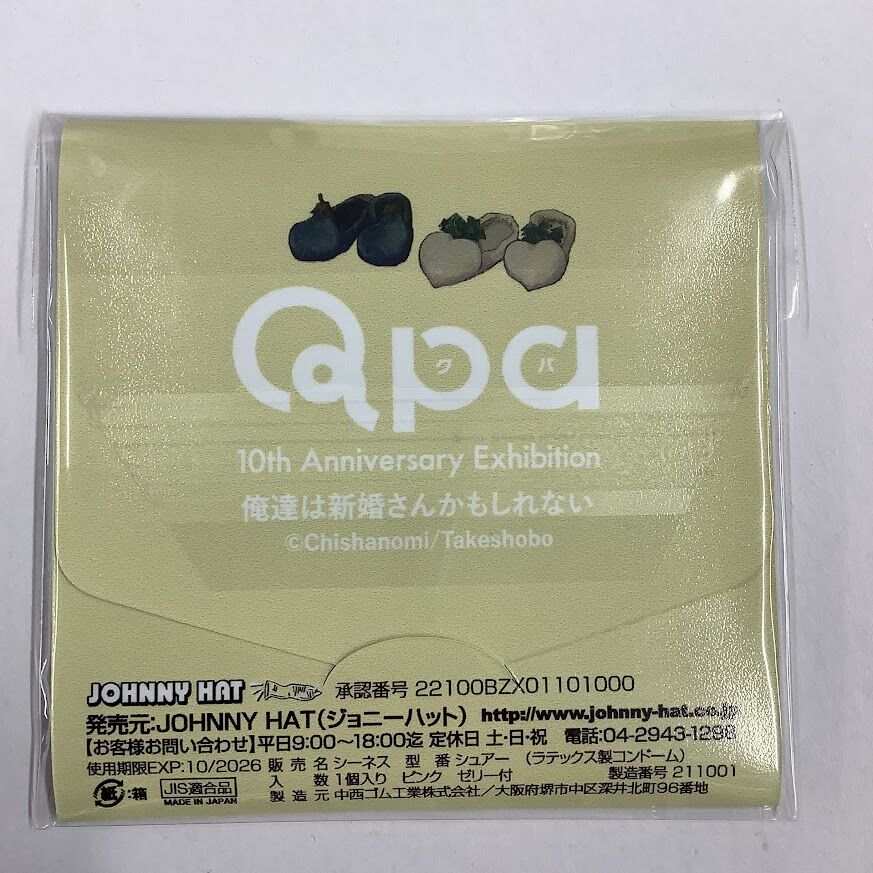 Qpa
クパ
10th Anniversary Exhibition
俺達は新婚さんかもしれない
©Chishanomi/Takeshobo
JOHNNY HAT 承認番号 22100BZX01101000
発売元:JOHNNY HAT(ジョニーハット) http://www.johnny-hat.co.jp
【お客様お問い合わせ】平日9:00～18:00迄 定休日 土・日・祝 電話:04-2943-1298
使用期限EXP:10/2026 販売名 シーネス 型番 シュアー (ラテックス製コンドーム)
入数 1個入り ピンク ゼリー付 製造番号 211001
紙:箱 JIS適合品 MADE IN JAPAN
製造元 中西ゴム工業株式会社/大阪府堺市中区深井北町96番地